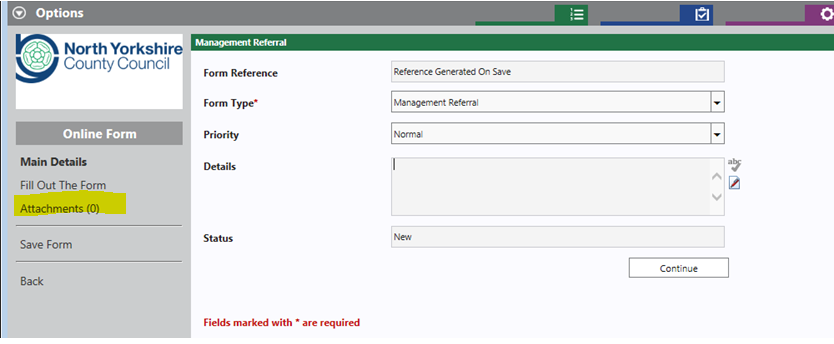 Options
North Yorkshire
County Council
Online Form
Main Details
Fill Out The Form
Attachments (0)
Save Form
Back
Management Referral
Form Reference
Reference Generated On Save
Form Type*
Management Referral
Priority
Normal
Details
abc
Status
New
Continue
Fields marked with * are required